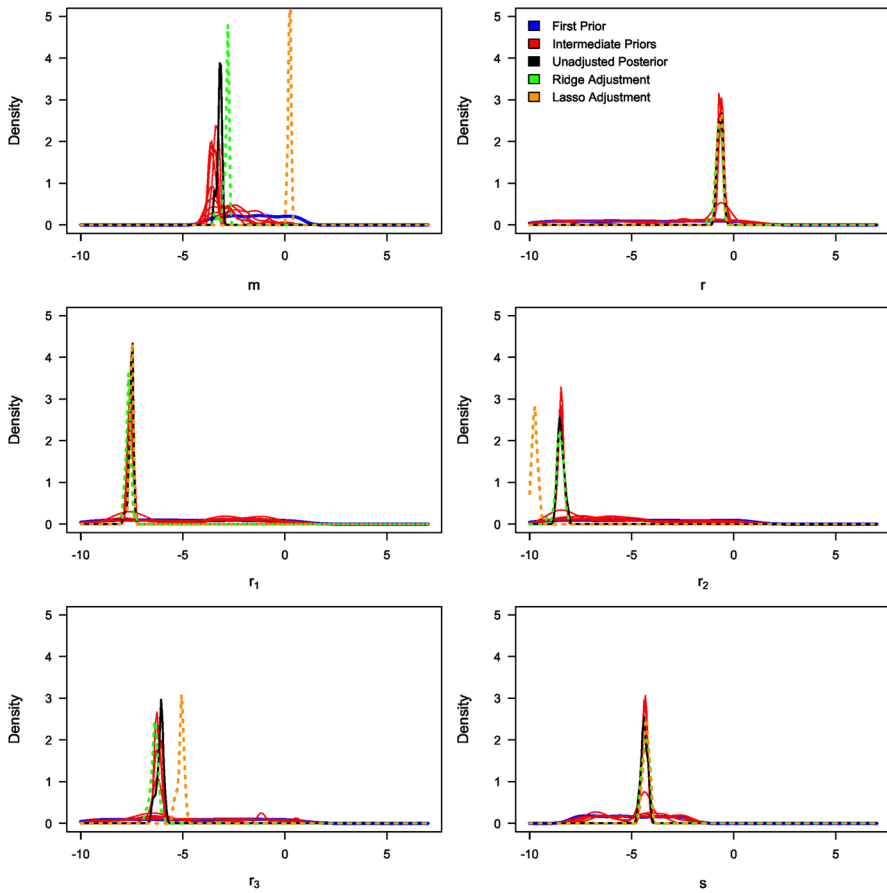 5
4
3
2
1
0
Density
-10 -5 0 5
m
5
4
3
2
1
0
Density
First Prior
Intermediate Priors
Unadjusted Posterior
Ridge Adjustment
Lasso Adjustment
-10 -5 0 5
r
5
4
3
2
1
0
Density
-10 -5 0 5
r₁
5
4
3
2
1
0
Density
-10 -5 0 5
r₂
5
4
3
2
1
0
Density
-10 -5 0 5
r₃
5
4
3
2
1
0
Density
-10 -5 0 5
s